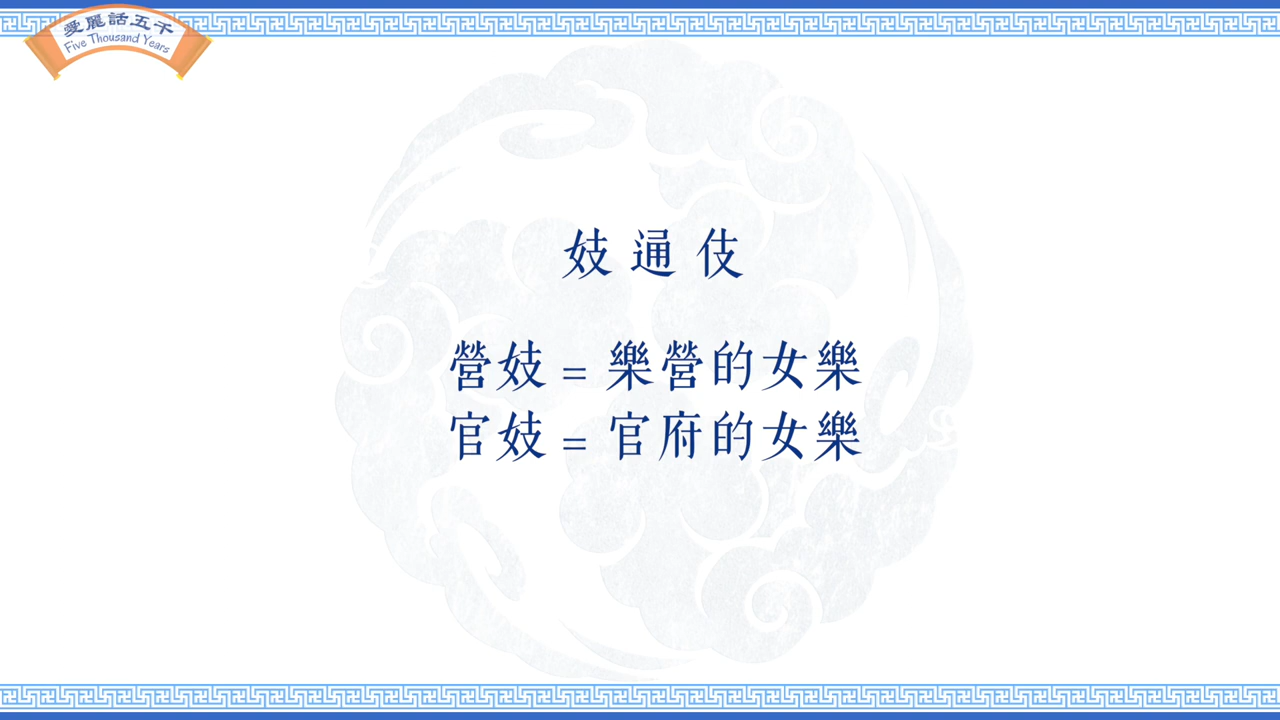 愛麗話五千
Five Thousand Years
妓通伎
營妓 = 樂營的女樂
官妓 = 官府的女樂